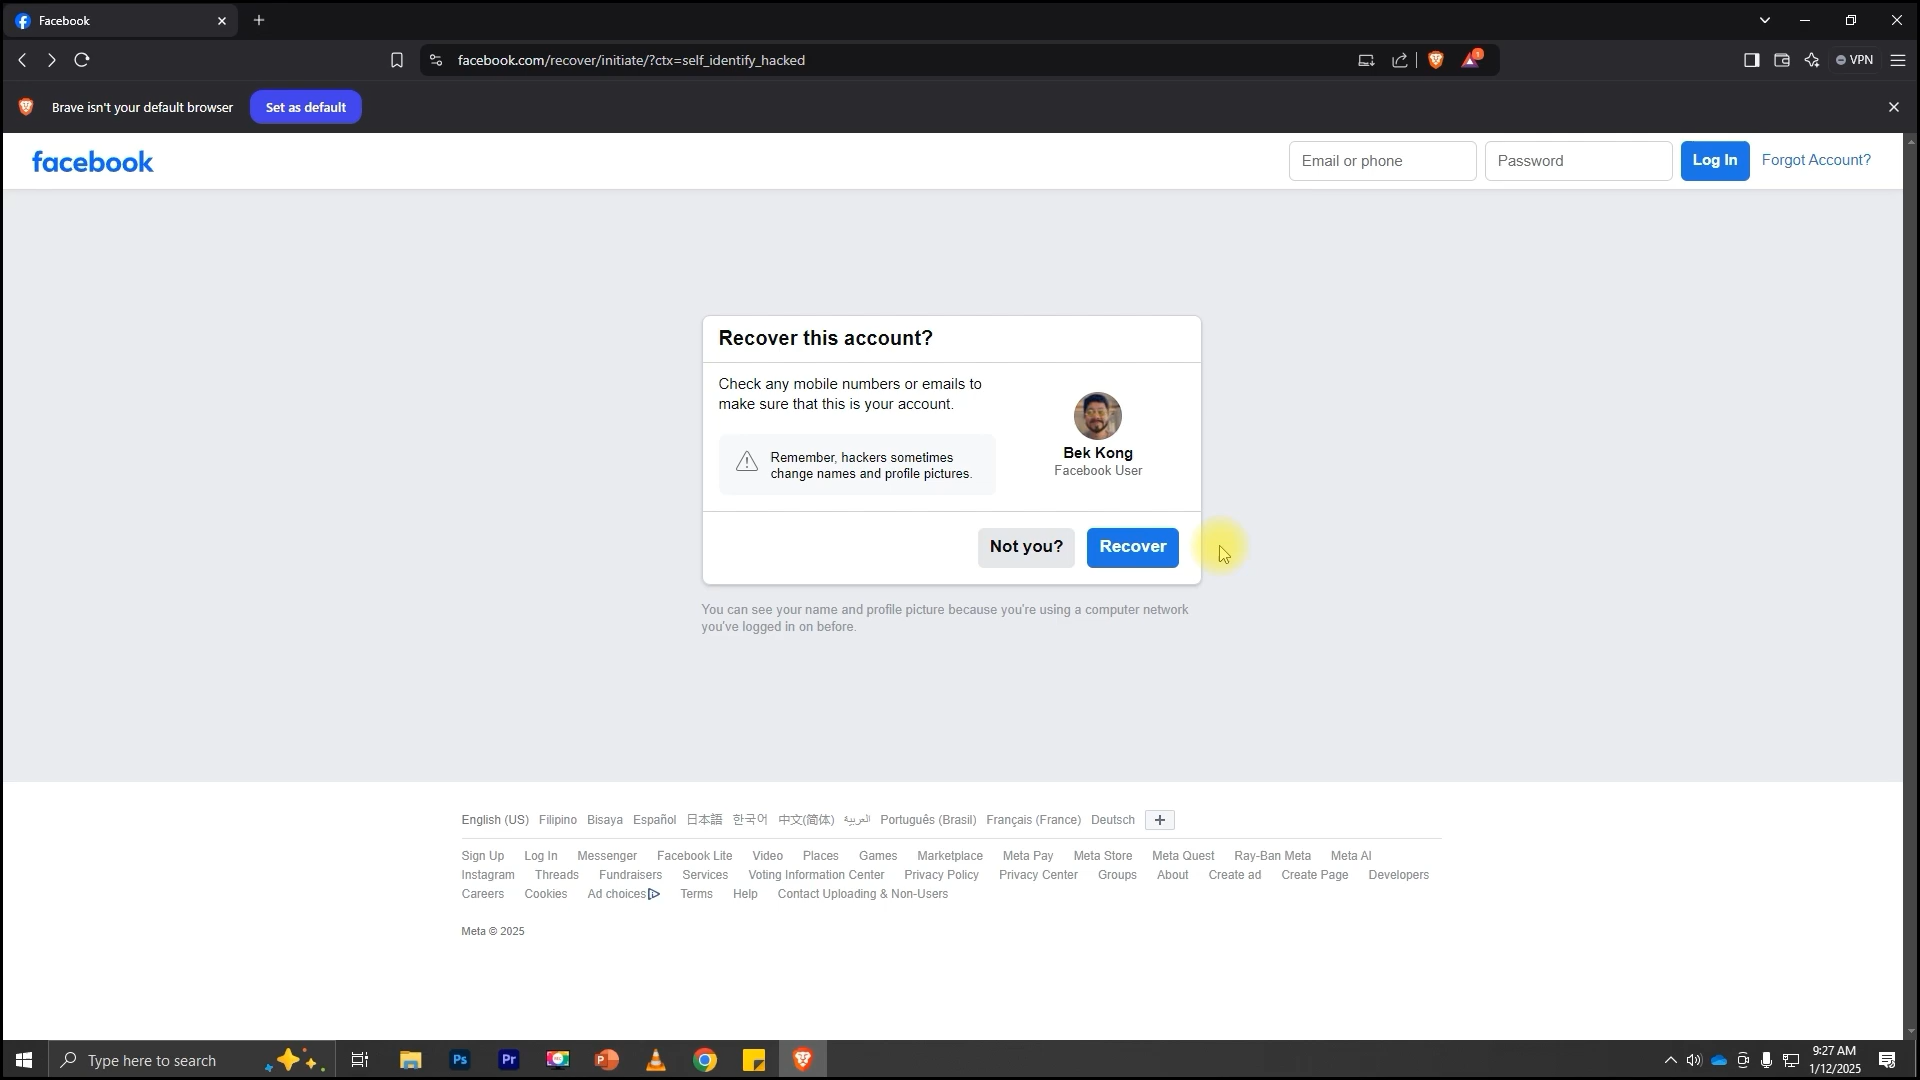 Facebook
facebook.com/recover/initiate/?ctx=self_identify_hacked
1
VPN
Brave isn't your default browser
Set as default
facebook
Email or phone
Password
Log In
Forgot Account?
Recover this account?
Check any mobile numbers or emails to
make sure that this is your account.
Remember, hackers sometimes
change names and profile pictures.
Bek Kong
Facebook User
Not you?
Recover
You can see your name and profile picture because you're using a computer network
you've logged in on before.
English (US) Filipino Bisaya Español 日本語 한국어 中文(简体) العربية Português (Brasil) Français (France) Deutsch
Sign Up Log In Messenger Facebook Lite Video Places Games Marketplace Meta Pay Meta Store Meta Quest Ray-Ban Meta Meta AI
Instagram Threads Fundraisers Services Voting Information Center Privacy Policy Privacy Center Groups About Create ad Create Page Developers
Careers Cookies Ad choices Terms Help Contact Uploading & Non-Users
Meta © 2025
Type here to search
Ps
Pr
P
9:27 AM
1/12/2025